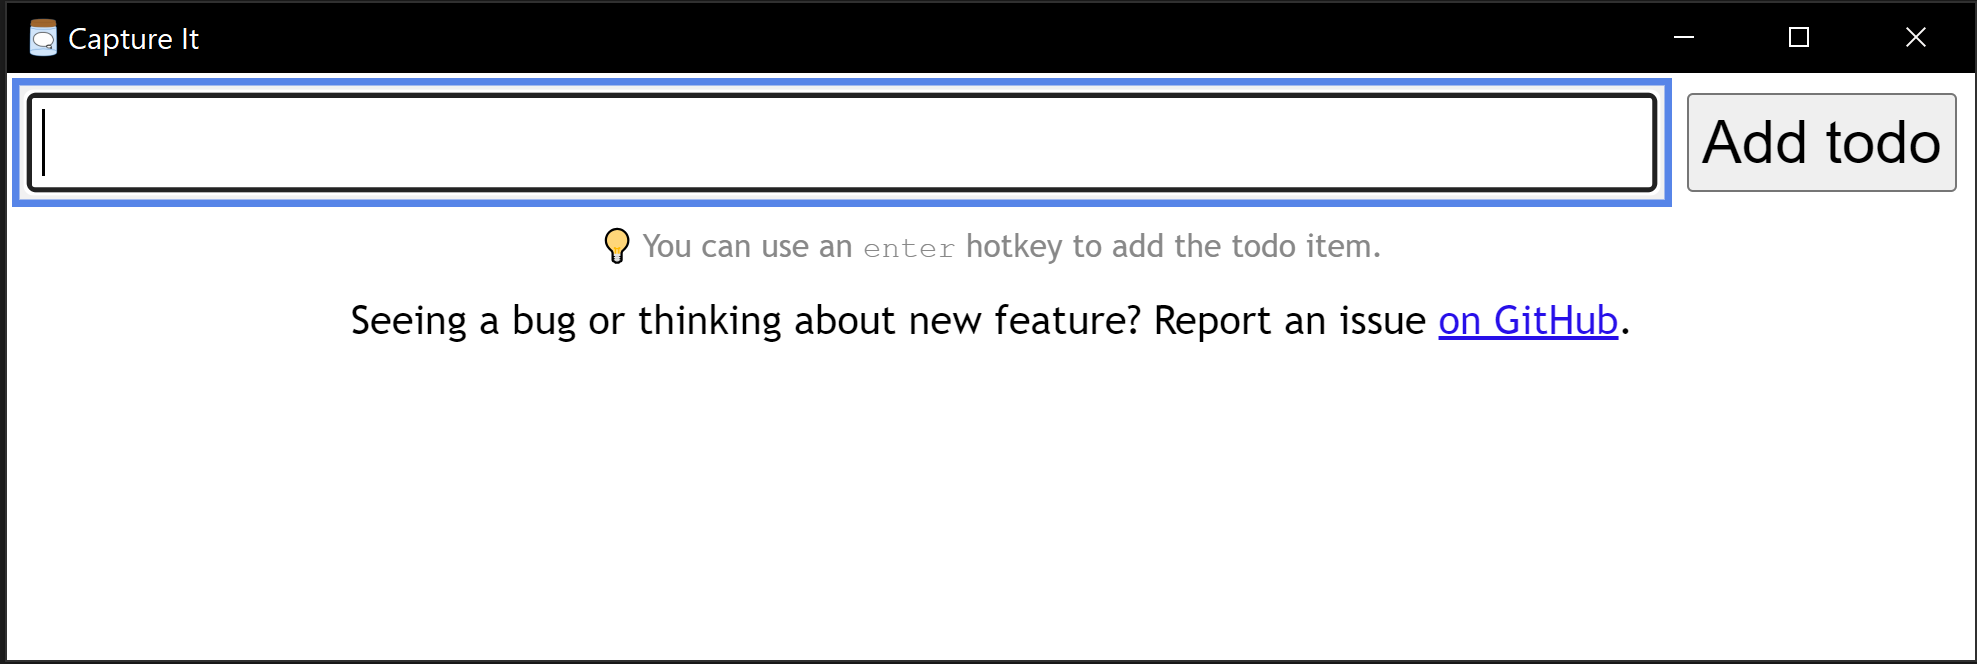 Capture It
Add todo
You can use an enter hotkey to add the todo item.
Seeing a bug or thinking about new feature? Report an issue on GitHub.